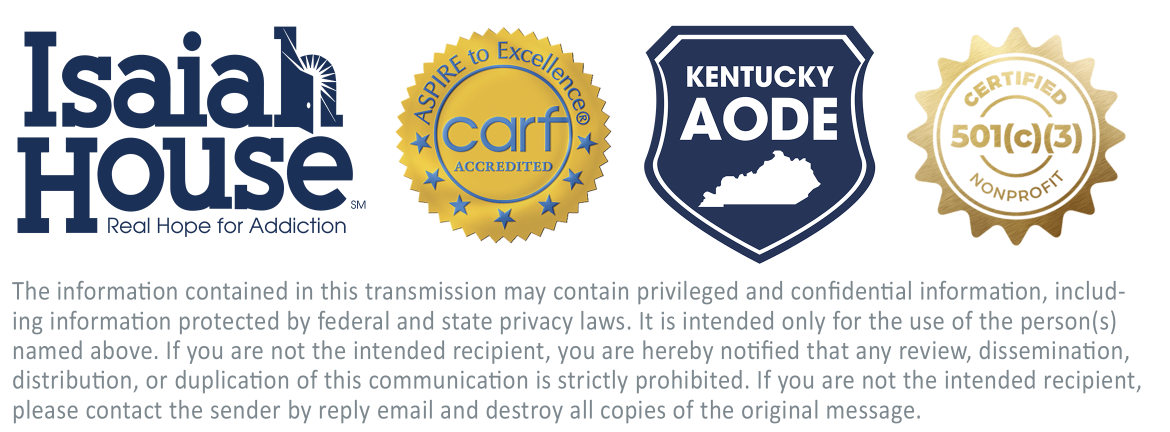 Isaiah
House
SM
Real Hope for Addiction
ASPIRE to Excellence®
carf
ACCREDITED
KENTUCKY
AODE
CERTIFIED
501(c)(3)
NONPROFIT
The information contained in this transmission may contain privileged and confidential information, includ-
ing information protected by federal and state privacy laws. It is intended only for the use of the person(s)
named above. If you are not the intended recipient, you are hereby notified that any review, dissemination,
distribution, or duplication of this communication is strictly prohibited. If you are not the intended recipient,
please contact the sender by reply email and destroy all copies of the original message.